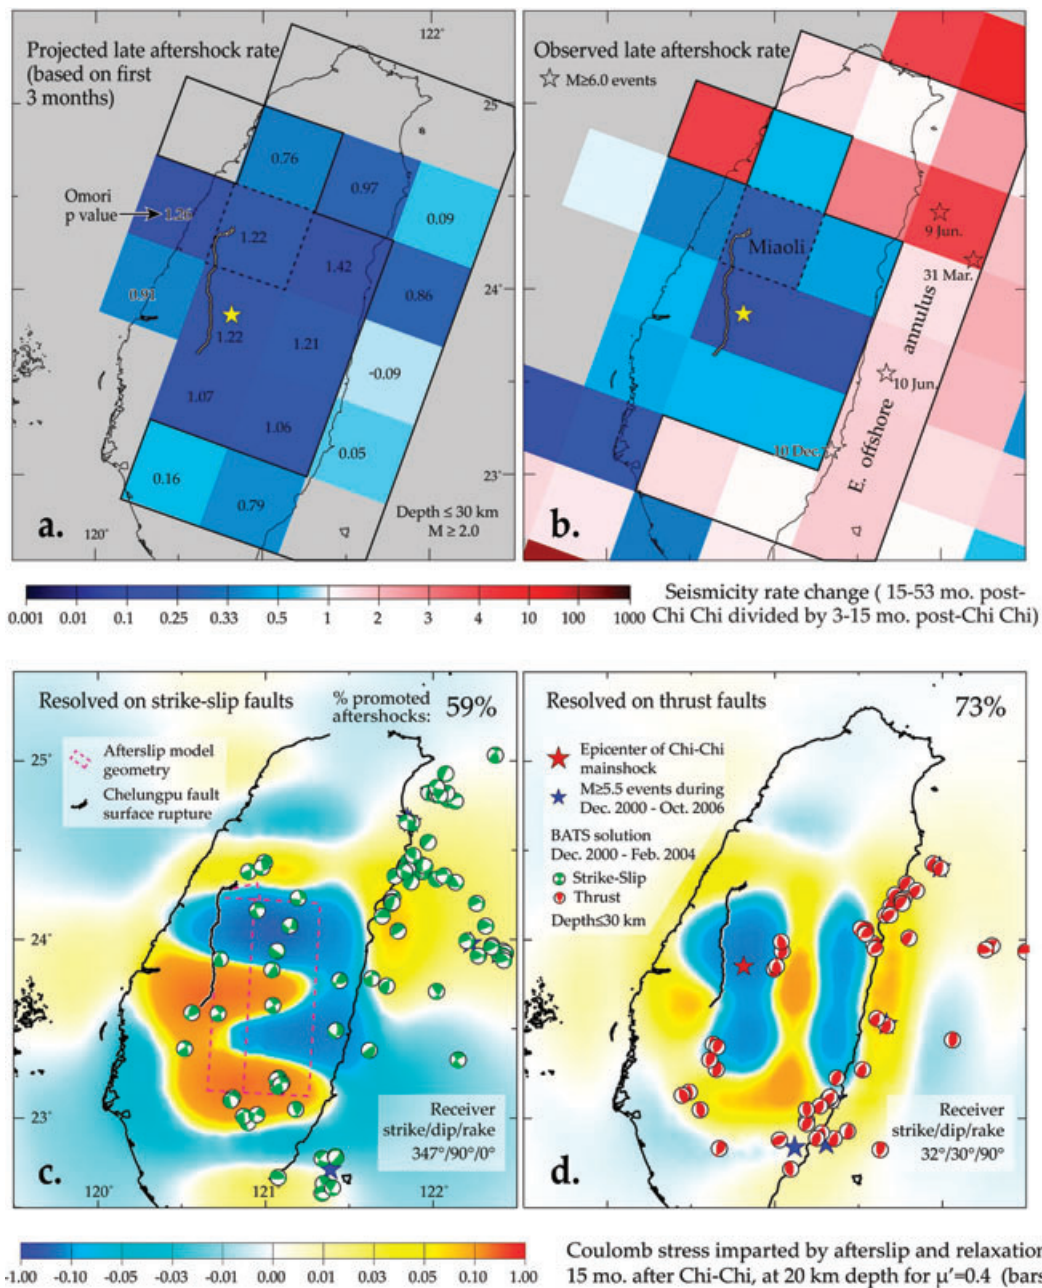 Projected late aftershock rate
(based on first
3 months)
122°
25
0.76
0.97
0.09
Omori
p value
1.26
1.22
1.42
0.86
24°
0.91
1.22
1.21
-0.09
1.07
1.06
0.05
23°
0.16
0.79
Depth ≤ 30 km
M ≥ 2.0
a.
120°
Observed late aftershock rate
M≥6.0 events
Miaoli
9 Jun.
31 Mar.
10 Jun.
10 Dec.
E. offshore annulus
b.
0.001 0.01 0.1 0.25 0.33 0.5 1 2 3 4 10 100 1000
Seismicity rate change ( 15-53 mo. post-
Chi Chi divided by 3-15 mo. post-Chi Chi)
Resolved on strike-slip faults
% promoted
aftershocks: 59%
25°
Afterslip model
geometry
Chelungpu fault
surface rupture
24°
23°
Receiver
strike/dip/rake
347°/90°/0°
c.
120° 121° 122°
Resolved on thrust faults
73%
Epicenter of Chi-Chi
mainshock
M≥5.5 events during
Dec. 2000 - Oct. 2006
BATS solution
Dec. 2000 - Feb. 2004
Strike-Slip
Thrust
Depth≤30 km
Receiver
strike/dip/rake
32°/30°/90°
d.
-1.00 -0.10 -0.05 -0.01 0.00 0.01 0.05 0.10 1.00
Coulomb stress imparted by afterslip and relaxation
15 mo. after Chi-Chi, at 20 km depth for µ'=0.4 (bars